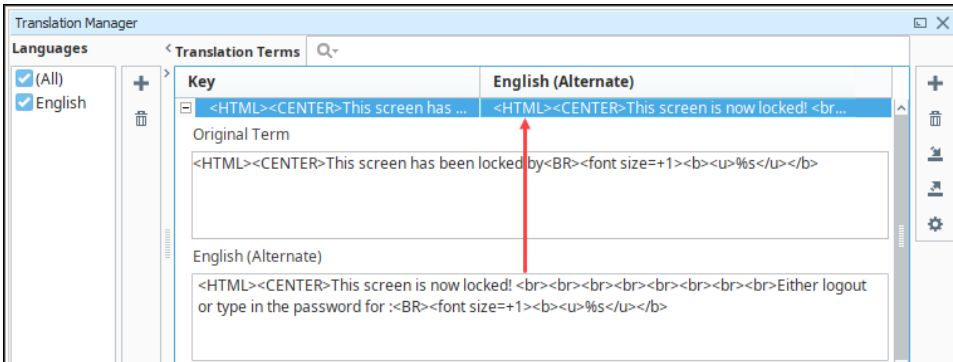 Translation Manager
Languages
Translation Terms
(All)
English
Key English (Alternate)
<HTML><CENTER>This screen has ... <HTML><CENTER>This screen is now locked! <br...
Original Term
<HTML><CENTER>This screen has been locked by<BR><font size=+1><b><u>%s</u></b>
English (Alternate)
<HTML><CENTER>This screen is now locked! <br><br><br><br><br><br><br><br>Either logout
or type in the password for :<BR><font size=+1><b><u>%s</u></b>